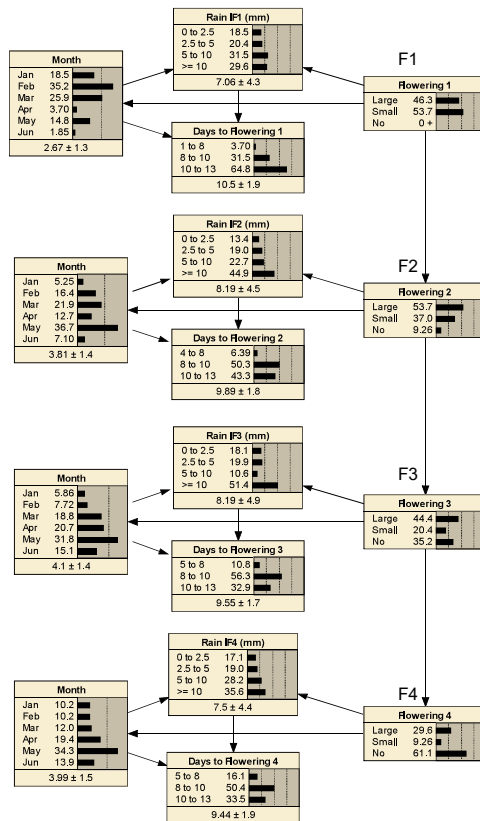 F1
Rain IF1 (mm)
0 to 2.5 18.5
2.5 to 5 20.4
5 to 10 31.5
>= 10 29.6
7.06 ± 4.3
Month
Jan 18.5
Feb 35.2
Mar 25.9
Apr 3.70
May 14.8
Jun 1.85
2.67 ± 1.3
Flowering 1
Large 46.3
Small 53.7
No 0 +
Days to Flowering 1
1 to 8 3.70
8 to 10 31.5
10 to 13 64.8
10.5 ± 1.9
F2
Rain IF2 (mm)
0 to 2.5 13.4
2.5 to 5 19.0
5 to 10 22.7
>= 10 44.9
8.19 ± 4.5
Month
Jan 5.25
Feb 16.4
Mar 21.9
Apr 12.7
May 36.7
Jun 7.10
3.81 ± 1.4
Flowering 2
Large 53.7
Small 37.0
No 9.26
Days to Flowering 2
4 to 8 6.39
8 to 10 50.3
10 to 13 43.3
9.89 ± 1.8
F3
Rain IF3 (mm)
0 to 2.5 18.1
2.5 to 5 19.9
5 to 10 10.6
>= 10 51.4
8.19 ± 4.9
Month
Jan 5.86
Feb 7.72
Mar 18.8
Apr 20.7
May 31.8
Jun 15.1
4.1 ± 1.4
Flowering 3
Large 44.4
Small 20.4
No 35.2
Days to Flowering 3
5 to 8 10.8
8 to 10 56.3
10 to 13 32.9
9.55 ± 1.7
F4
Rain IF4 (mm)
0 to 2.5 17.1
2.5 to 5 19.0
5 to 10 28.2
>= 10 35.6
7.5 ± 4.4
Month
Jan 10.2
Feb 10.2
Mar 12.0
Apr 19.4
May 34.3
Jun 13.9
3.99 ± 1.5
Flowering 4
Large 29.6
Small 9.26
No 61.1
Days to Flowering 4
5 to 8 16.1
8 to 10 50.4
10 to 13 33.5
9.44 ± 1.9